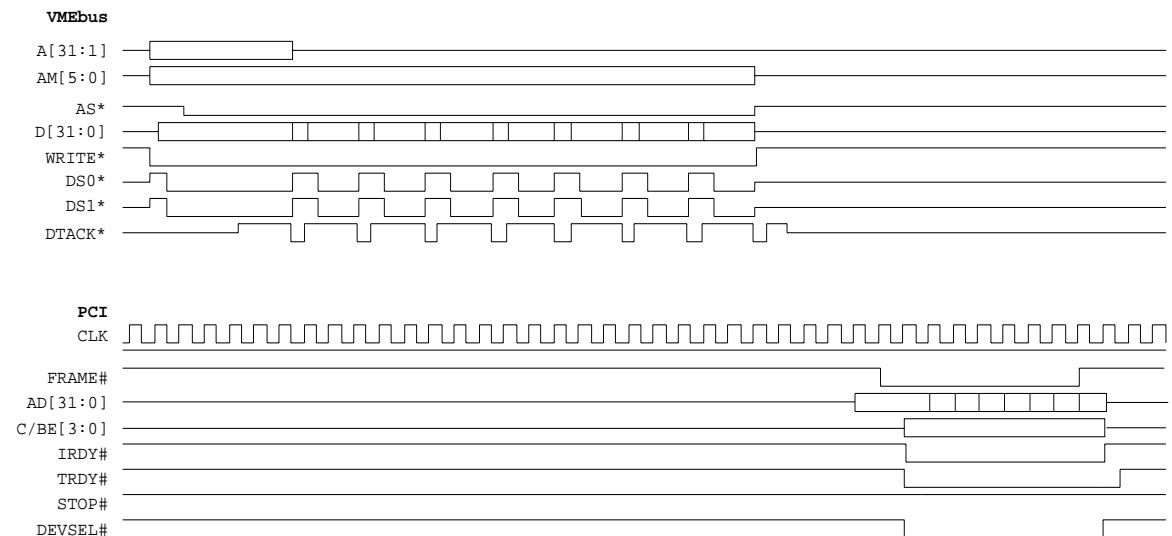 VMEbus
A[31:1]
AM[5:0]
AS*
D[31:0]
WRITE*
DS0*
DS1*
DTACK*
PCI
CLK
FRAME#
AD[31:0]
C/BE[3:0]
IRDY#
TRDY#
STOP#
DEVSEL#